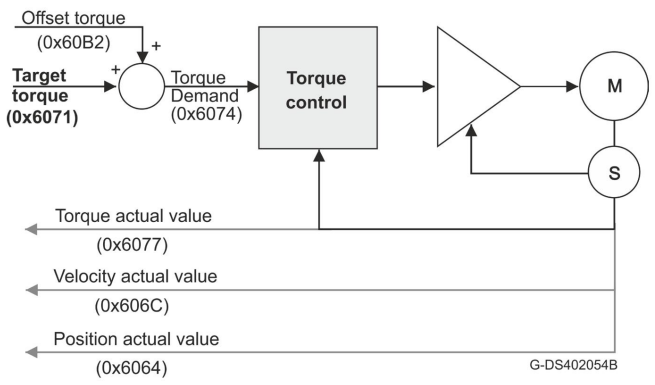 Offset torque
(0x60B2)
+
+
Target
torque
(0x6071)
Torque
Demand
(0x6074)
Torque
control
M
S
Torque actual value
(0x6077)
Velocity actual value
(0x606C)
Position actual value
(0x6064)
G-DS402054B